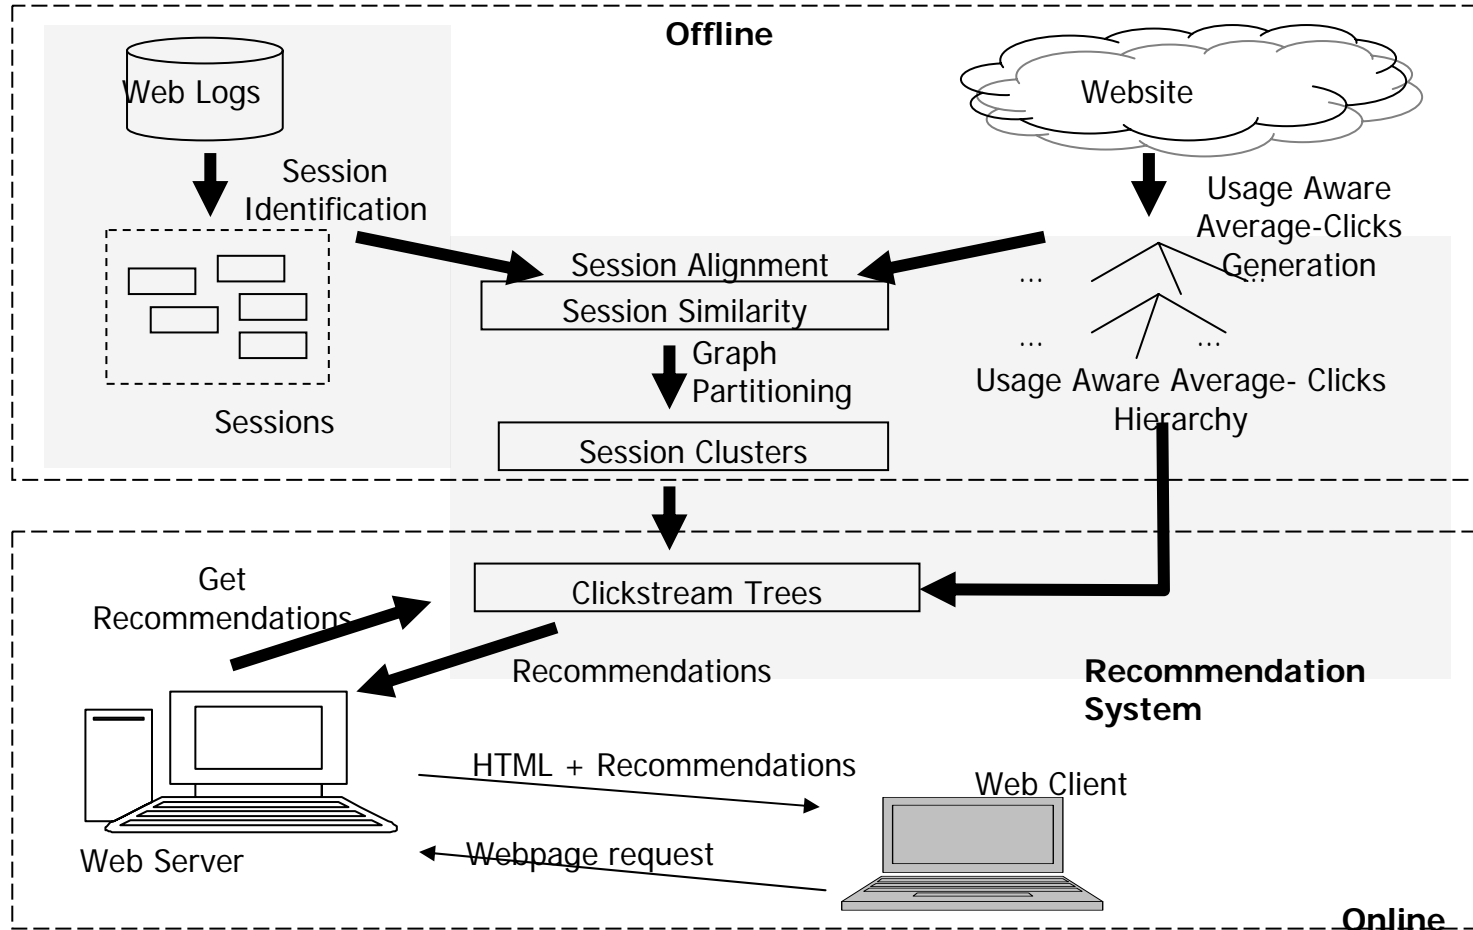 Offline
Web Logs
Website
Session
Identification
Usage Aware
Average-Clicks
Generation
Session Alignment
Session Similarity
...
...
Graph
Partitioning
...
...
Usage Aware Average- Clicks
Hierarchy
Sessions
Session Clusters
Get
Recommendations
Clickstream Trees
Recommendations
Recommendation
System
HTML + Recommendations
Web Client
Web Server
Webpage request
Online